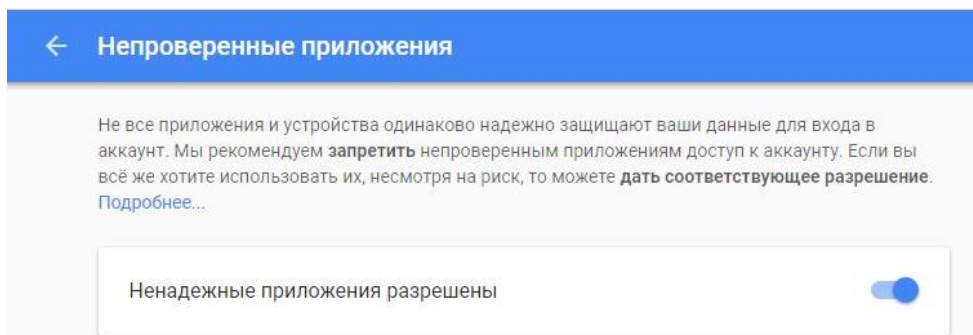 Непроверенные приложения
Не все приложения и устройства одинаково надежно защищают ваши данные для входа в
аккаунт. Мы рекомендуем запретить непроверенным приложениям доступ к аккаунту. Если вы
всё же хотите использовать их, несмотря на риск, то можете дать соответствующее разрешение.
Подробнее...
Ненадежные приложения разрешены